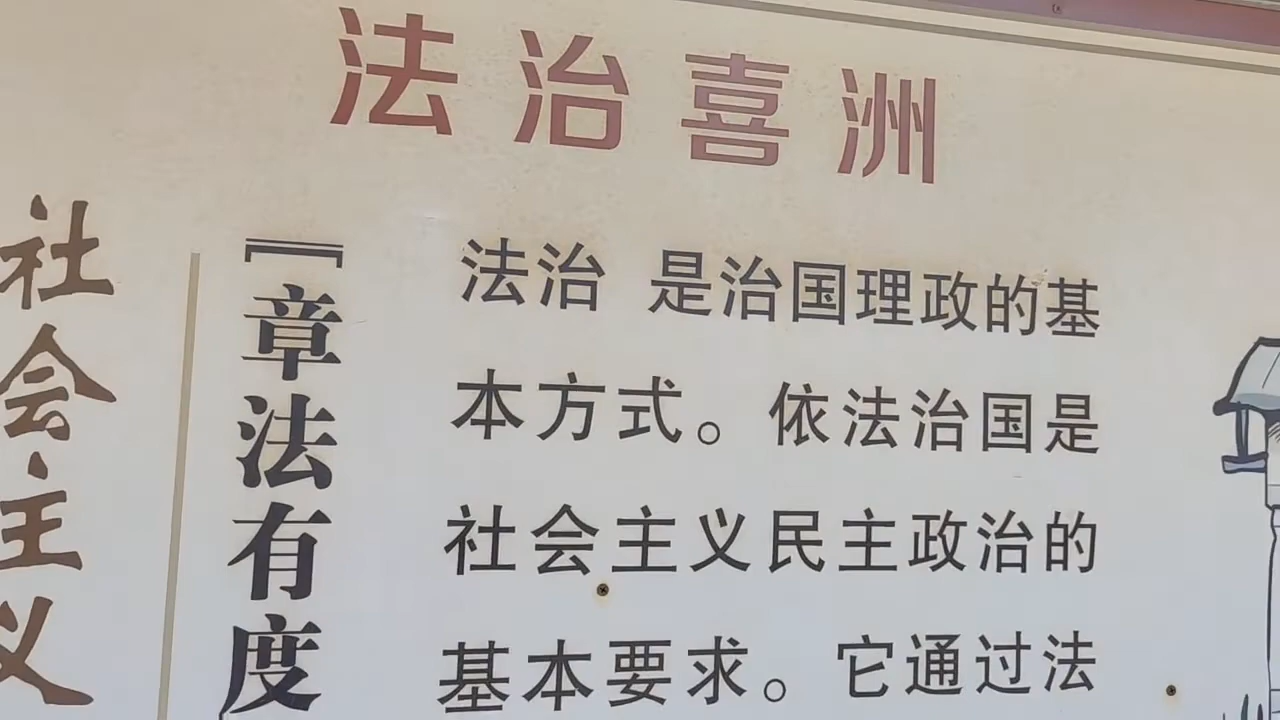 法治喜洲
社会主义
〖章法有度
法治 是治国理政的基
本方式。依法治国是
社会主义民主政治的
基本要求。它通过法